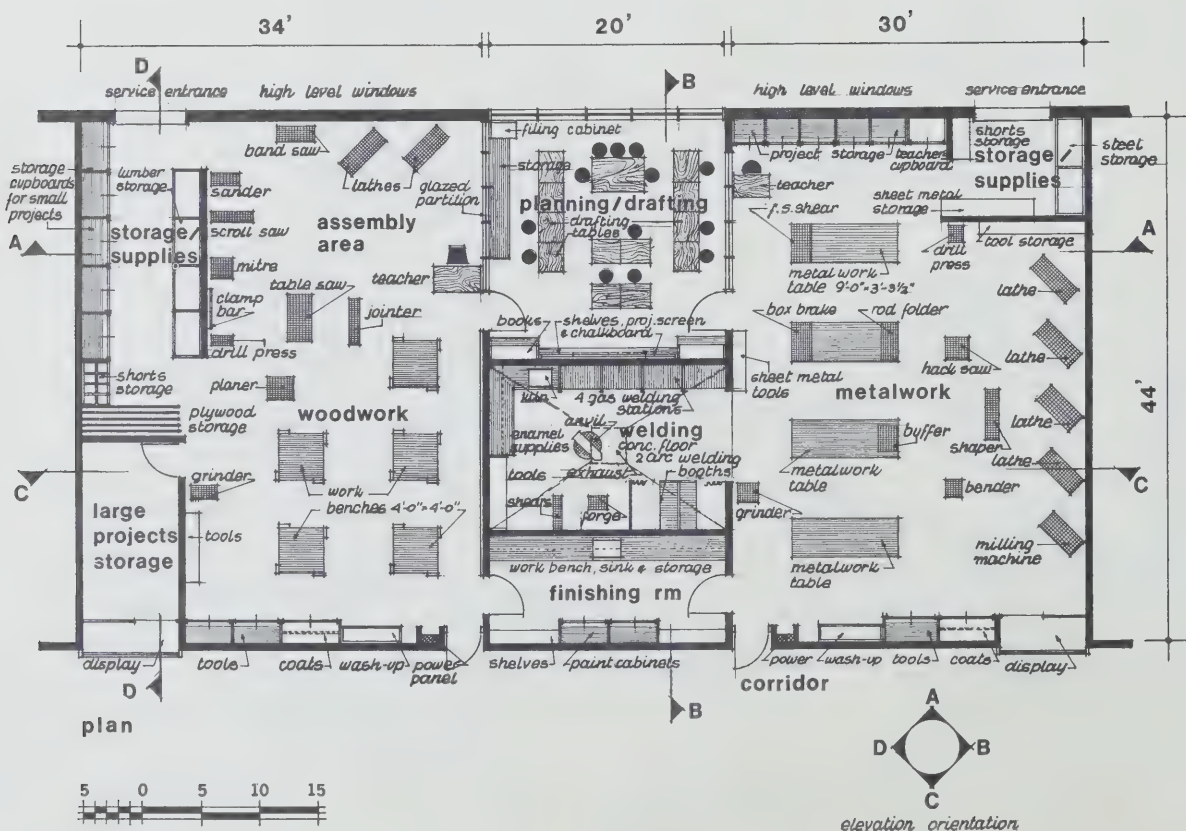 34'
20'
30'
D
B
service entrance
high level windows
high level windows
service entrance
filing cabinet
band saw
lathes
glazed
partition
storage
planning/drafting
drafting
tables
project
storage
teachers
cupboard
shorts
storage
storage
supplies
steel
storage
storage
cupboards
for small
projects
lumber
storage
sander
scroll saw
storage/
supplies
assembly
area
mitre
clamp
bar
drill press
table saw
jointer
teacher
teacher
f.s. shear
sheet metal
storage
drill
press
tool storage
A
A
metal work
table 9'-0"×3'-3½"
lathe
box brake
rod folder
books
shelves, proj. screen
& chalkboard
hack saw
lathe
shorts
storage
planer
plywood
storage
woodwork
kiln
4 gas welding
stations
sheet metal
tools
metalwork
44'
lathe
anvil
welding
enamel
supplies
conc. floor
exhaust
2 arc welding
booths
tools
shears
forge
buffer
shaper
metalwork
table
lathe
C
C
grinder
work
benches 4'-0"×4'-0"
grinder
bender
large
projects
storage
tools
milling
machine
metalwork
table
work bench, sink & storage
finishing rm
display
tools
coats
wash-up
power
panel
shelves
paint cabinets
power
wash-up
tools
coats
display
corridor
D
B
plan
A
D
B
C
5 0 5 10 15
elevation orientation